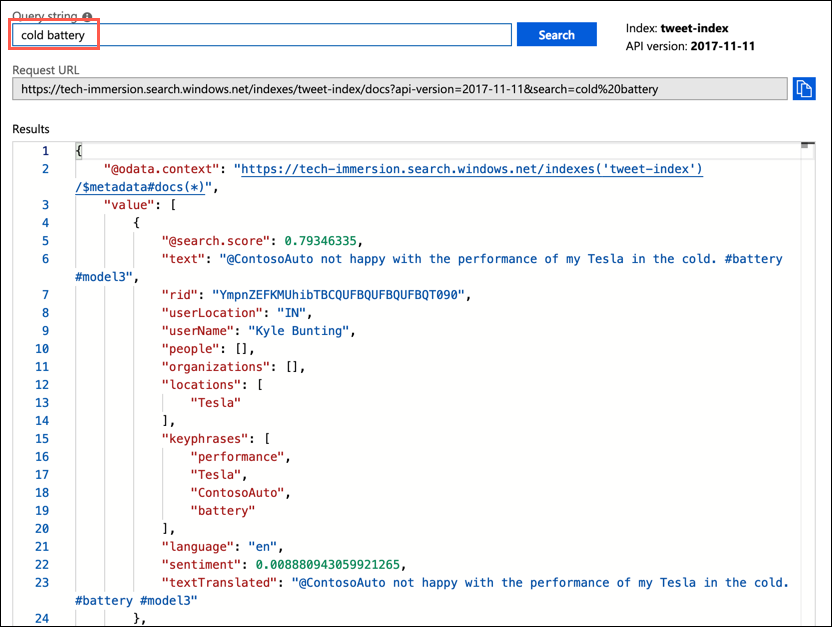 Query string
cold battery
Search
Index: tweet-index
API version: 2017-11-11
Request URL
https://tech-immersion.search.windows.net/indexes/tweet-index/docs?api-version=2017-11-11&search=cold%20battery
Results
1 {
2 "@odata.context": "https://tech-immersion.search.windows.net/indexes('tweet-index')
/$metadata#docs(*)",
3 "value": [
4 {
5 "@search.score": 0.79346335,
6 "text": "@ContosoAuto not happy with the performance of my Tesla in the cold. #battery
#model3",
7 "rid": "YmpnZEFKMUhibTBCQUFBQUFBQUFBQT090",
8 "userLocation": "IN",
9 "userName": "Kyle Bunting",
10 "people": [],
11 "organizations": [],
12 "locations": [
13 "Tesla"
14 ],
15 "keyphrases": [
16 "performance",
17 "Tesla",
18 "ContosoAuto",
19 "battery"
20 ],
21 "language": "en",
22 "sentiment": 0.008880943059921265,
23 "textTranslated": "@ContosoAuto not happy with the performance of my Tesla in the cold.
#battery #model3"
24 },